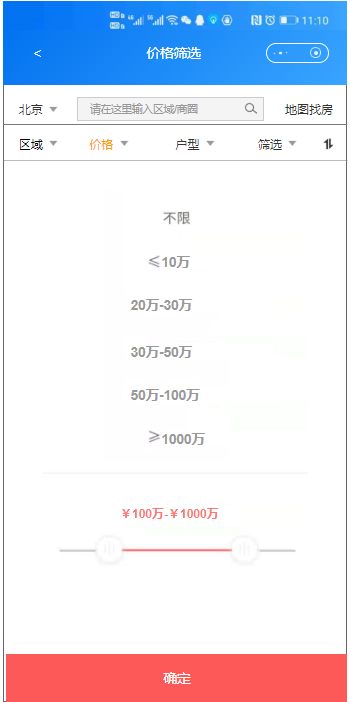 11:10
< 价格筛选
北京 请在这里输入区域/商圈 地图找房
区域 价格 户型 筛选
不限
≤10万
20万-30万
30万-50万
50万-100万
≥1000万
￥100万-￥1000万
确定